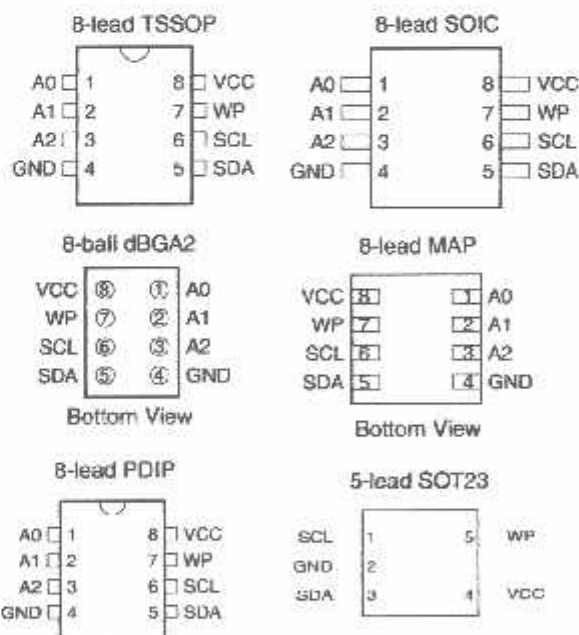 8-lead TSSOP
A0 1 8 VCC
A1 2 7 WP
A2 3 6 SCL
GND 4 5 SDA
8-lead SOIC
A0 1 8 VCC
A1 2 7 WP
A2 3 6 SCL
GND 4 5 SDA
8-ball dBGA2
VCC 8 1 A0
WP 7 2 A1
SCL 6 3 A2
SDA 5 4 GND
Bottom View
8-lead MAP
VCC 8 1 A0
WP 7 2 A1
SCL 6 3 A2
SDA 5 4 GND
Bottom View
8-lead PDIP
A0 1 8 VCC
A1 2 7 WP
A2 3 6 SCL
GND 4 5 SDA
5-lead SOT23
SCL 1 5 WP
GND 2
SDA 3 4 VCC